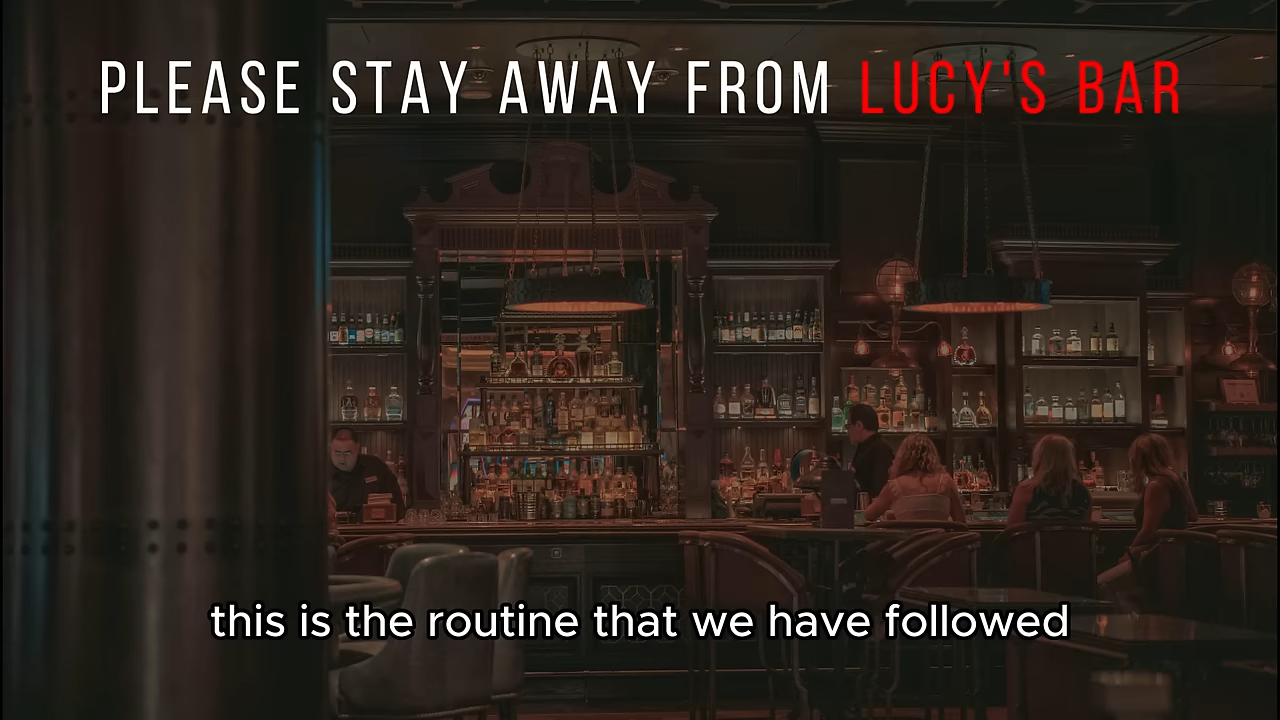 PLEASE STAY AWAY FROM LUCY'S BAR
this is the routine that we have followed